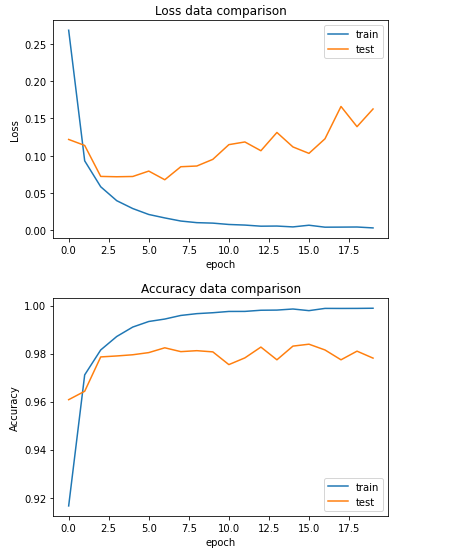 Loss data comparison
train
test
0.25
0.20
0.15
0.10
0.05
0.00
Loss
0.0 2.5 5.0 7.5 10.0 12.5 15.0 17.5
epoch
Accuracy data comparison
1.00
0.98
0.96
0.94
0.92
Accuracy
train
test
0.0 2.5 5.0 7.5 10.0 12.5 15.0 17.5
epoch